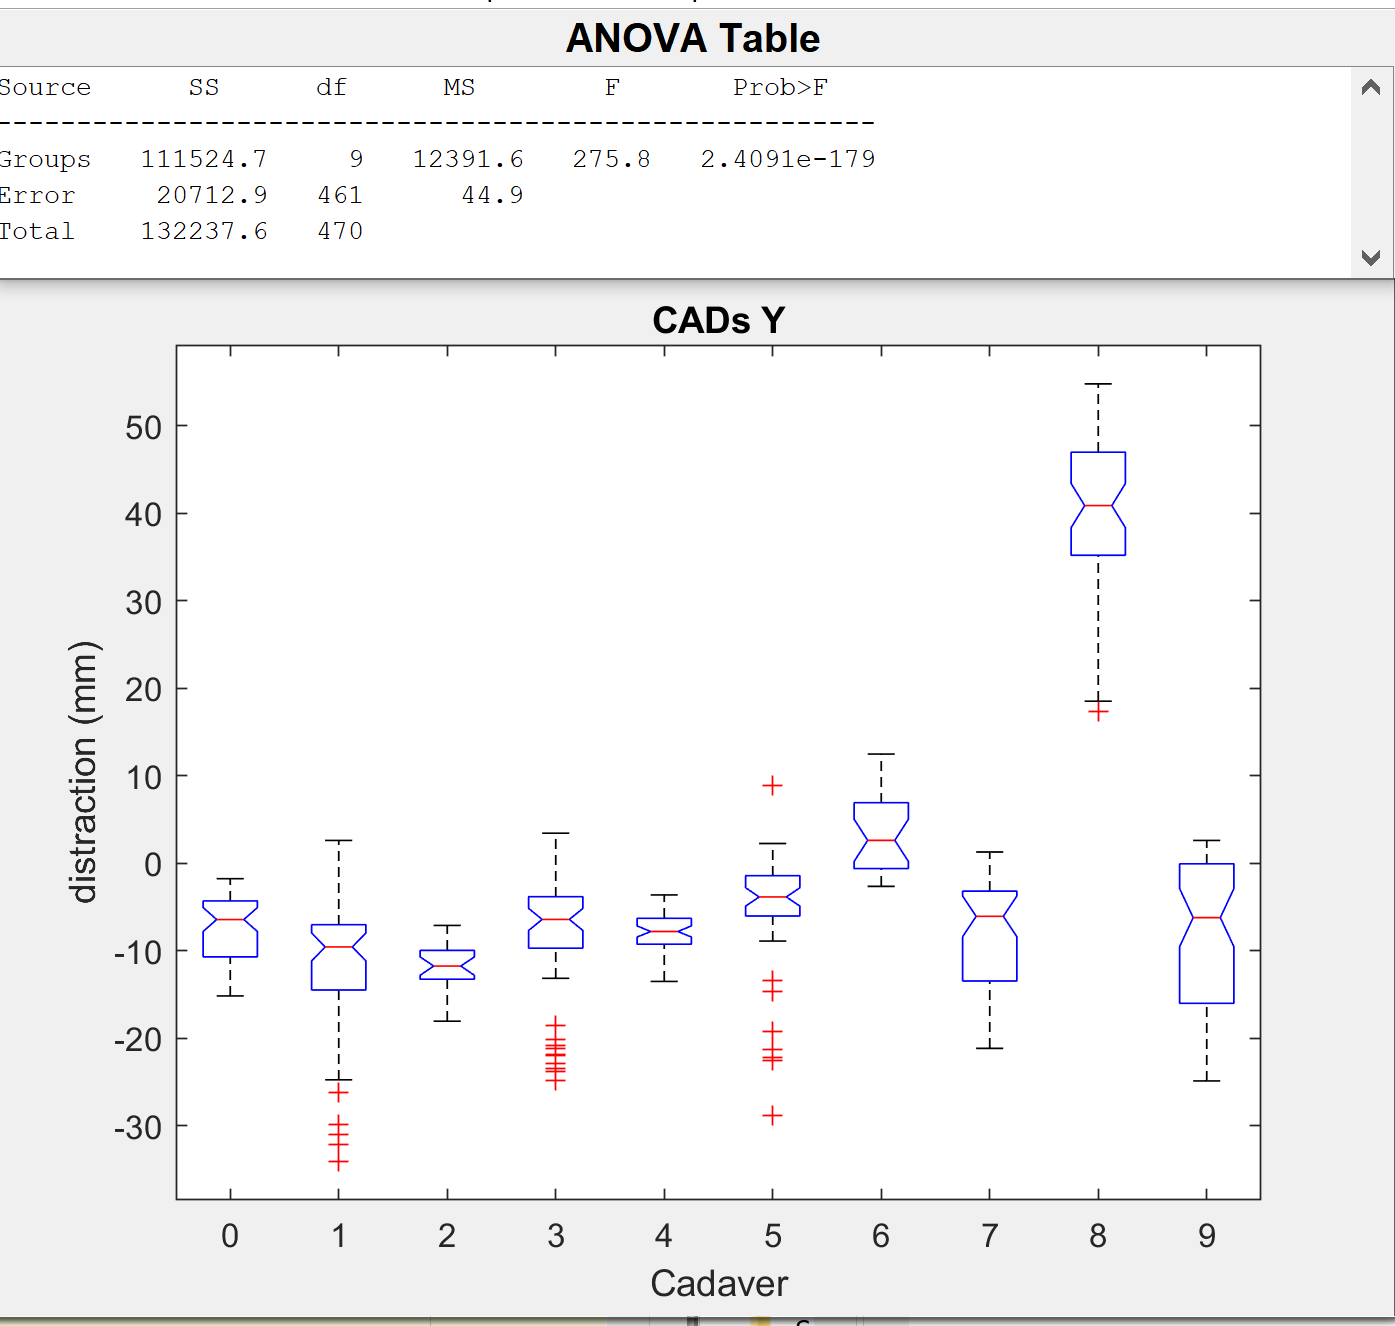 ANOVA Table
Source SS df MS F Prob>F
--------------------------------------------------------
Groups 111524.7 9 12391.6 275.8 2.4091e-179
Error 20712.9 461 44.9
Total 132237.6 470
CADs Y
50
40
30
20
10
0
-10
-20
-30
distraction (mm)
0 1 2 3 4 5 6 7 8 9
Cadaver